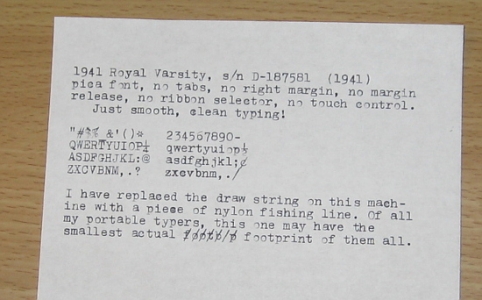 1941 Royal Varsity, s/n D-187581 (1941)
pica font, no tabs, no right margin, no margin
release, no ribbon selector, no touch control.
Just smooth, clean typing!
"#$% &'()* 234567890-
QWERTYUIOP¼ qwertyuiop½
ASDFGHJKL:@ asdfghjkl;¢
ZXCVBNM,.? zxcvbnm,./
I have replaced the draw string on this mach-
ine with a piece of nylon fishing line. Of all
my portable typers, this one may have the
smallest actual footprint of them all.